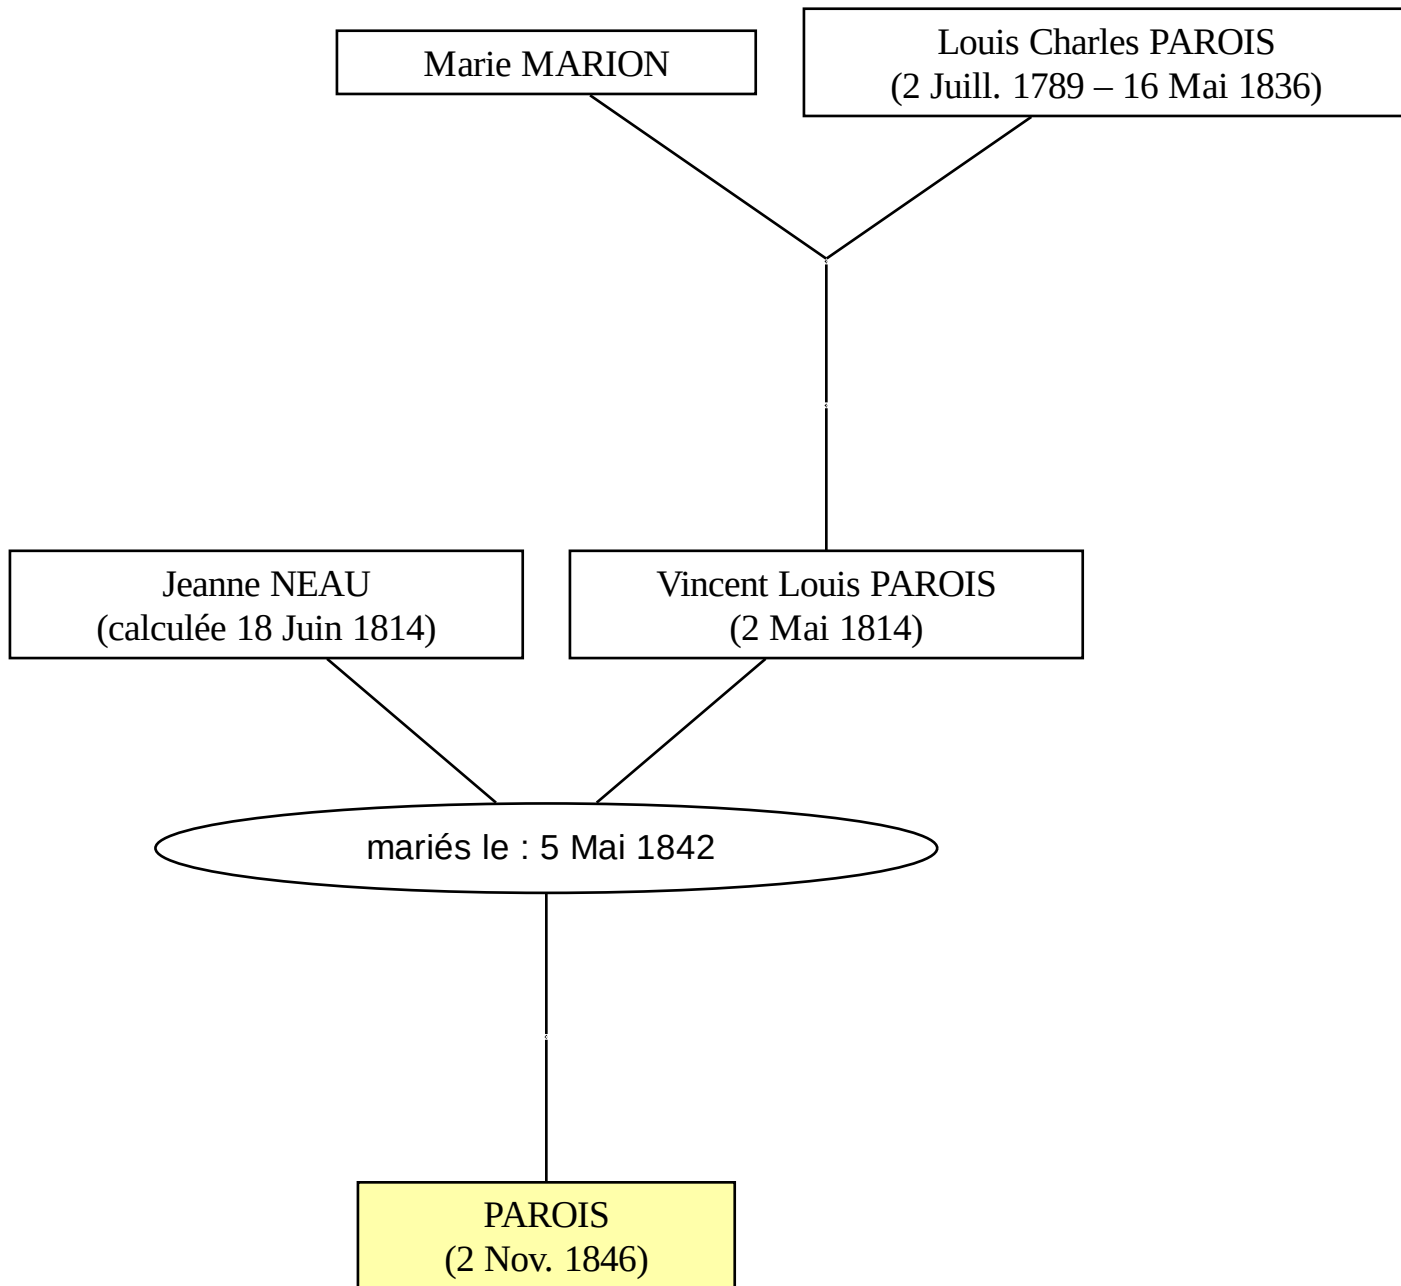 Marie MARION
Louis Charles PAROIS
(2 Juill. 1789 – 16 Mai 1836)
Jeanne NEAU
(calculée 18 Juin 1814)
Vincent Louis PAROIS
(2 Mai 1814)
mariés le : 5 Mai 1842
PAROIS
(2 Nov. 1846)